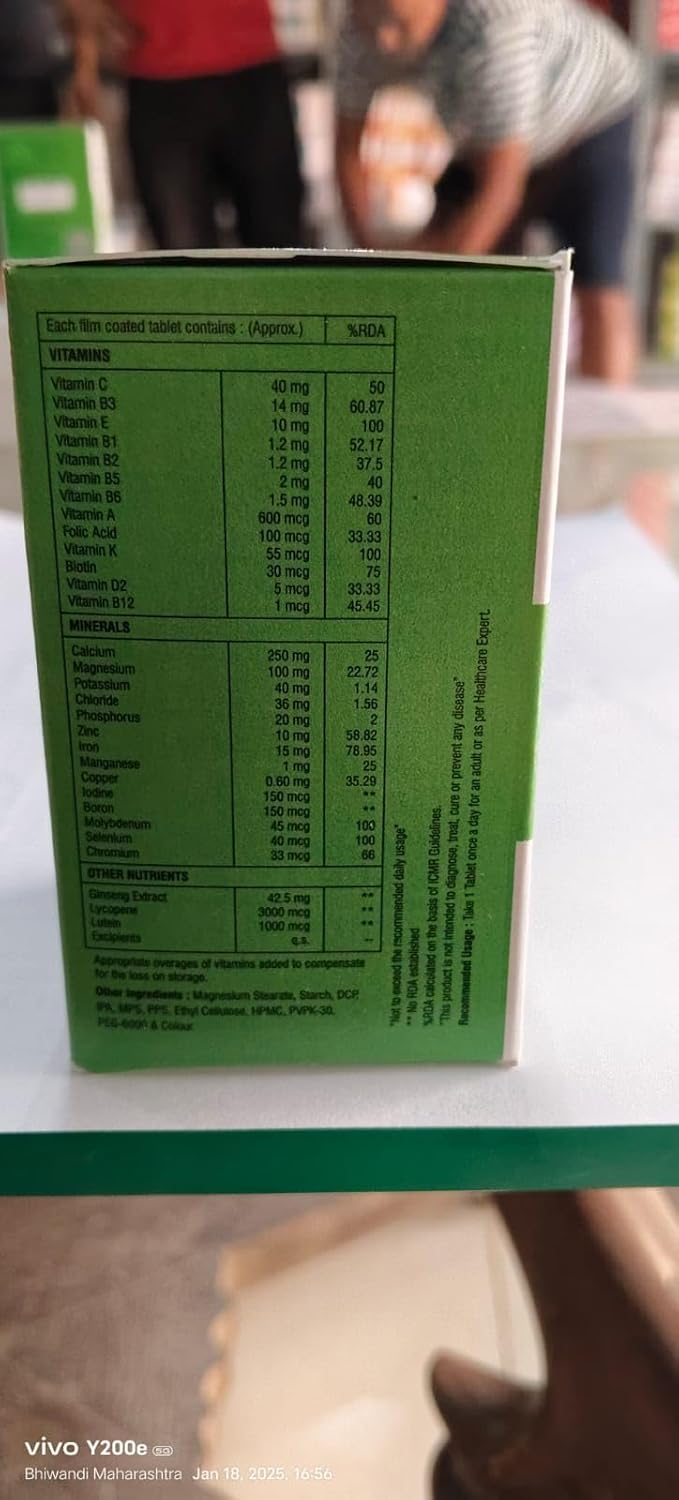 Each film coated tablet contains : (Approx.) %RDA
VITAMINS
Vitamin C 40 mg 50
Vitamin B3 14 mg 60.87
Vitamin E 10 mg 100
Vitamin B1 1.2 mg 52.17
Vitamin B2 1.2 mg 37.5
Vitamin B5 2 mg 40
Vitamin B6 1.5 mg 48.39
Vitamin A 600 mcg 60
Folic Acid 100 mcg 33.33
Vitamin K 55 mcg 100
Biotin 30 mcg 75
Vitamin D2 5 mcg 33.33
Vitamin B12 1 mcg 45.45
MINERALS
Calcium 250 mg 25
Magnesium 100 mg 22.72
Potassium 40 mg 1.14
Chloride 36 mg 1.56
Phosphorus 20 mg 2
Zinc 10 mg 58.82
Iron 15 mg 78.95
Manganese 1 mg 25
Copper 0.60 mg 35.29
Iodine 150 mcg **
Boron 150 mcg **
Molybdenum 45 mcg 100
Selenium 40 mcg 100
Chromium 33 mcg 66
OTHER NUTRIENTS
Ginseng Extract 42.5 mg **
Lycopene 3000 mcg **
Lutein 1000 mcg **
Excipients q.s. --
Appropriate overages of vitamins added to compensate
for the loss on storage.
Other Ingredients : Magnesium Stearate, Starch, DCP,
IPA, MPS, PPS, Ethyl Cellulose, HPMC, PVPK-30,
PEG-6000 & Colour.
"Not to exceed the recommended daily usage"
** No RDA established
%RDA calculated on the basis of ICMR Guidelines.
"This product is not intended to diagnose, treat, cure or prevent any disease"
Recommended Usage : Take 1 Tablet once a day for an adult or as per Healthcare Expert.
vivo Y200e 5G
Bhiwandi Maharashtra Jan 18, 2025, 16:56